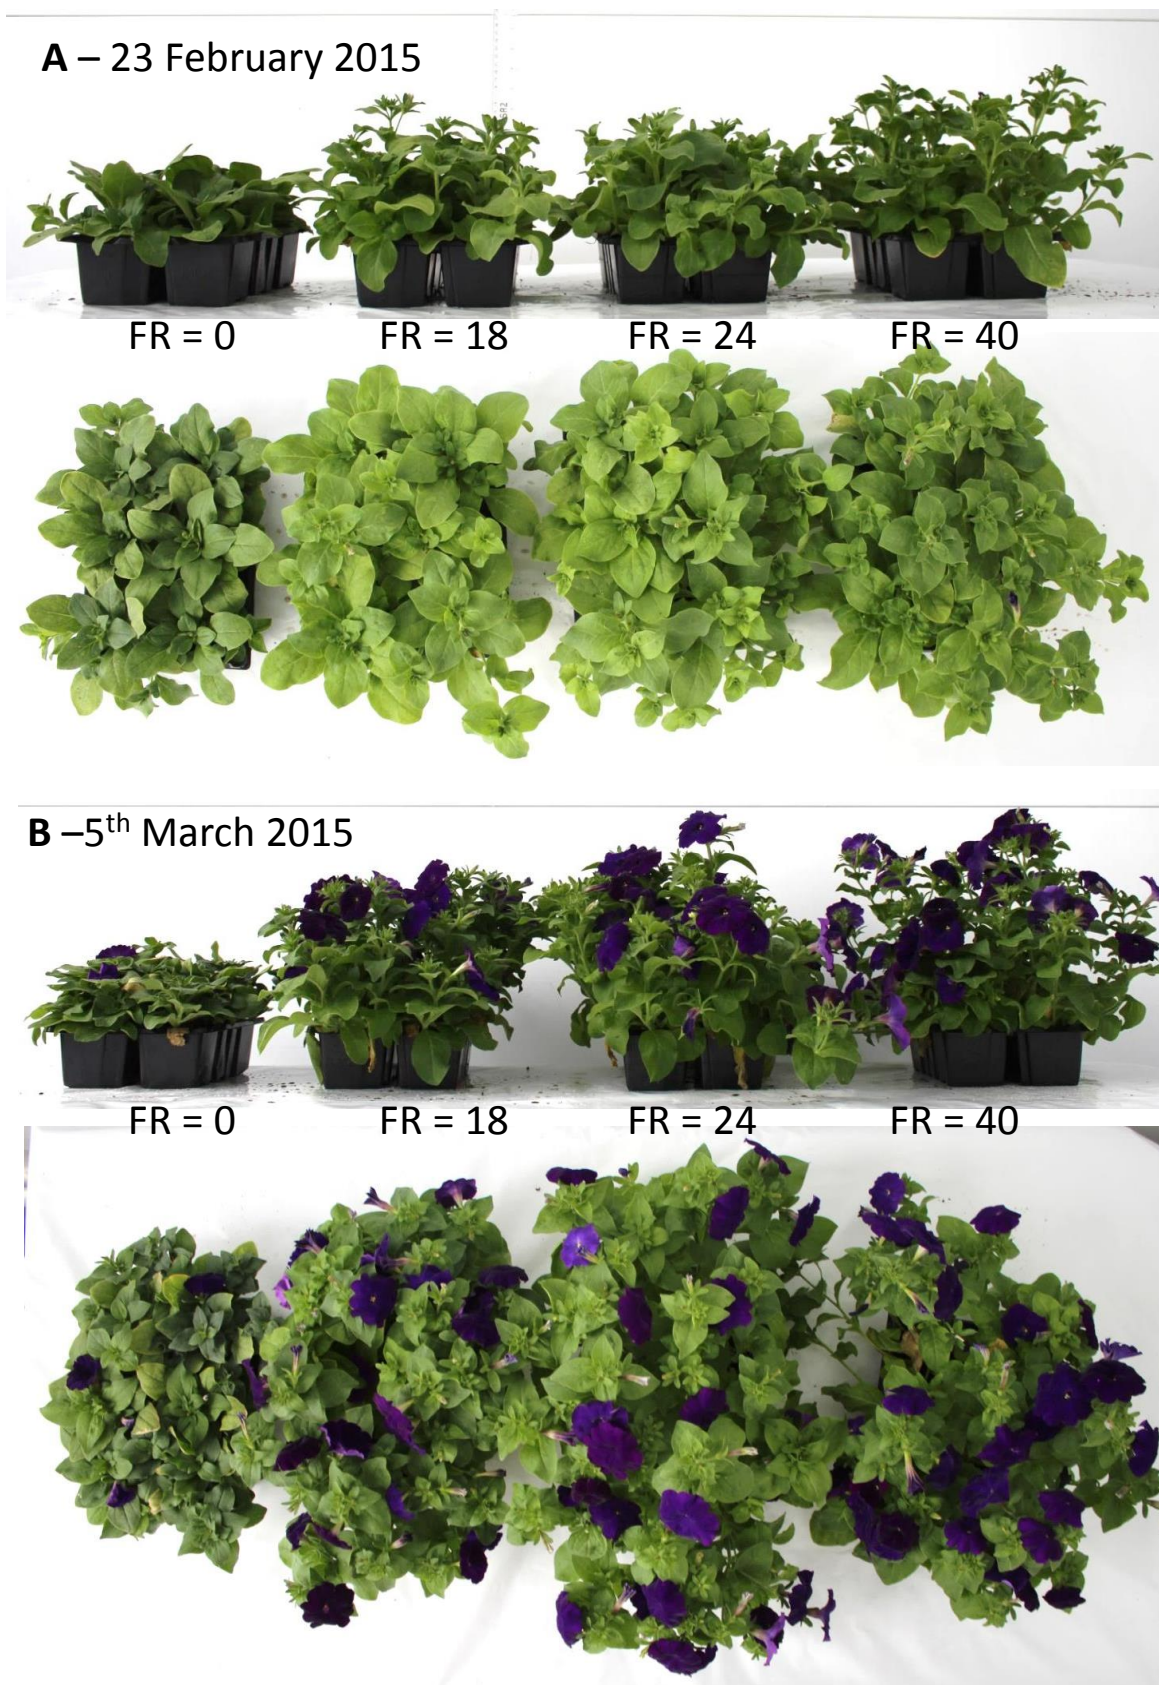 A – 23 February 2015
FR = 0 FR = 18 FR = 24 FR = 40
B –5th March 2015
FR = 0 FR = 18 FR = 24 FR = 40